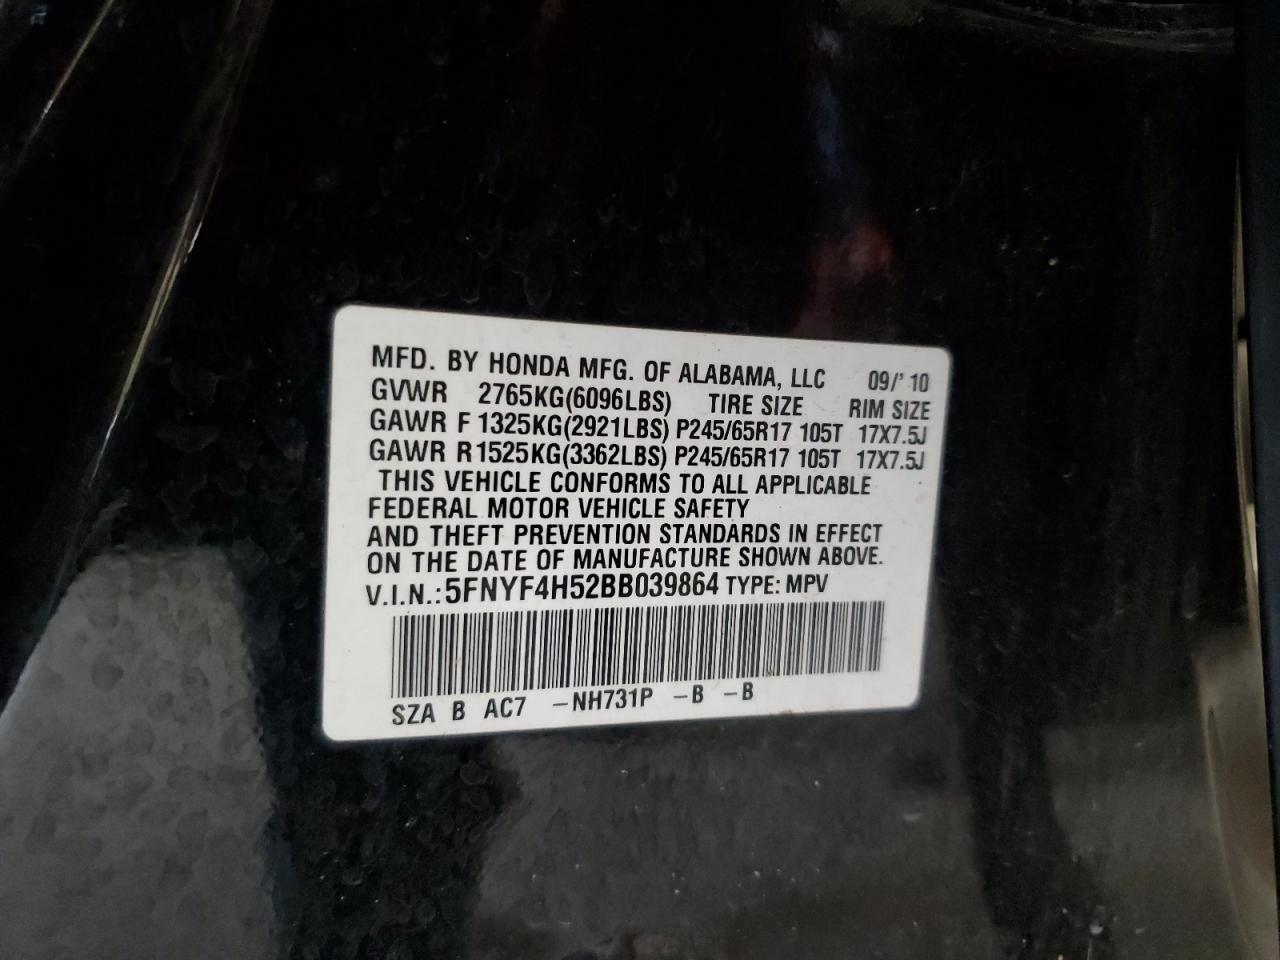 MFD. BY HONDA MFG. OF ALABAMA, LLC 09/' 10
GVWR 2765KG(6096LBS) TIRE SIZE RIM SIZE
GAWR F 1325KG(2921LBS) P245/65R17 105T 17X7.5J
GAWR R 1525KG(3362LBS) P245/65R17 105T 17X7.5J
THIS VEHICLE CONFORMS TO ALL APPLICABLE
FEDERAL MOTOR VEHICLE SAFETY
AND THEFT PREVENTION STANDARDS IN EFFECT
ON THE DATE OF MANUFACTURE SHOWN ABOVE.
V.I.N.: 5FNYF4H52BB039864 TYPE: MPV
SZA B AC7 -NH731P -B -B